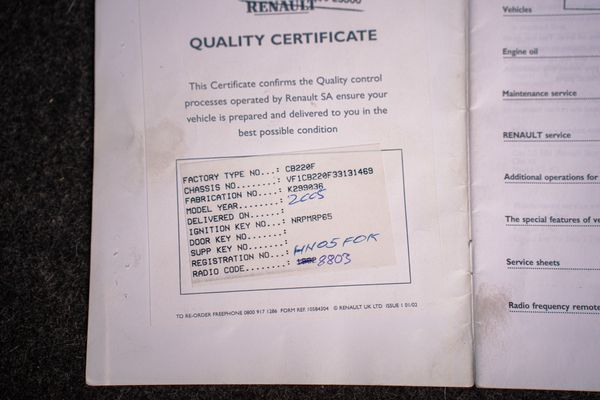 RENAULT
QUALITY CERTIFICATE
This Certificate confirms the Quality control
processes operated by Renault SA ensure your
vehicle is prepared and delivered to you in the
best possible condition
FACTORY TYPE NO...: CB220F
CHASSIS NO........: VF1CB220F33131469
FABRICATION NO....: K299036
MODEL YEAR........: 2005
DELIVERED ON......:
IGNITION KEY NO...: NRPMRP65
DOOR KEY NO.......:
SUPP KEY NO.......:
REGISTRATION NO...: HN05 FOK
RADIO CODE........: 8803
TO RE-ORDER FREEPHONE 0800 917 1286 FORM REF. 10584304 © RENAULT UK LTD ISSUE 1 01/02
Vehicles
Engine oil
Maintenance service
RENAULT service
Additional operations for
The special features of ve
Service sheets
Radio frequency remote